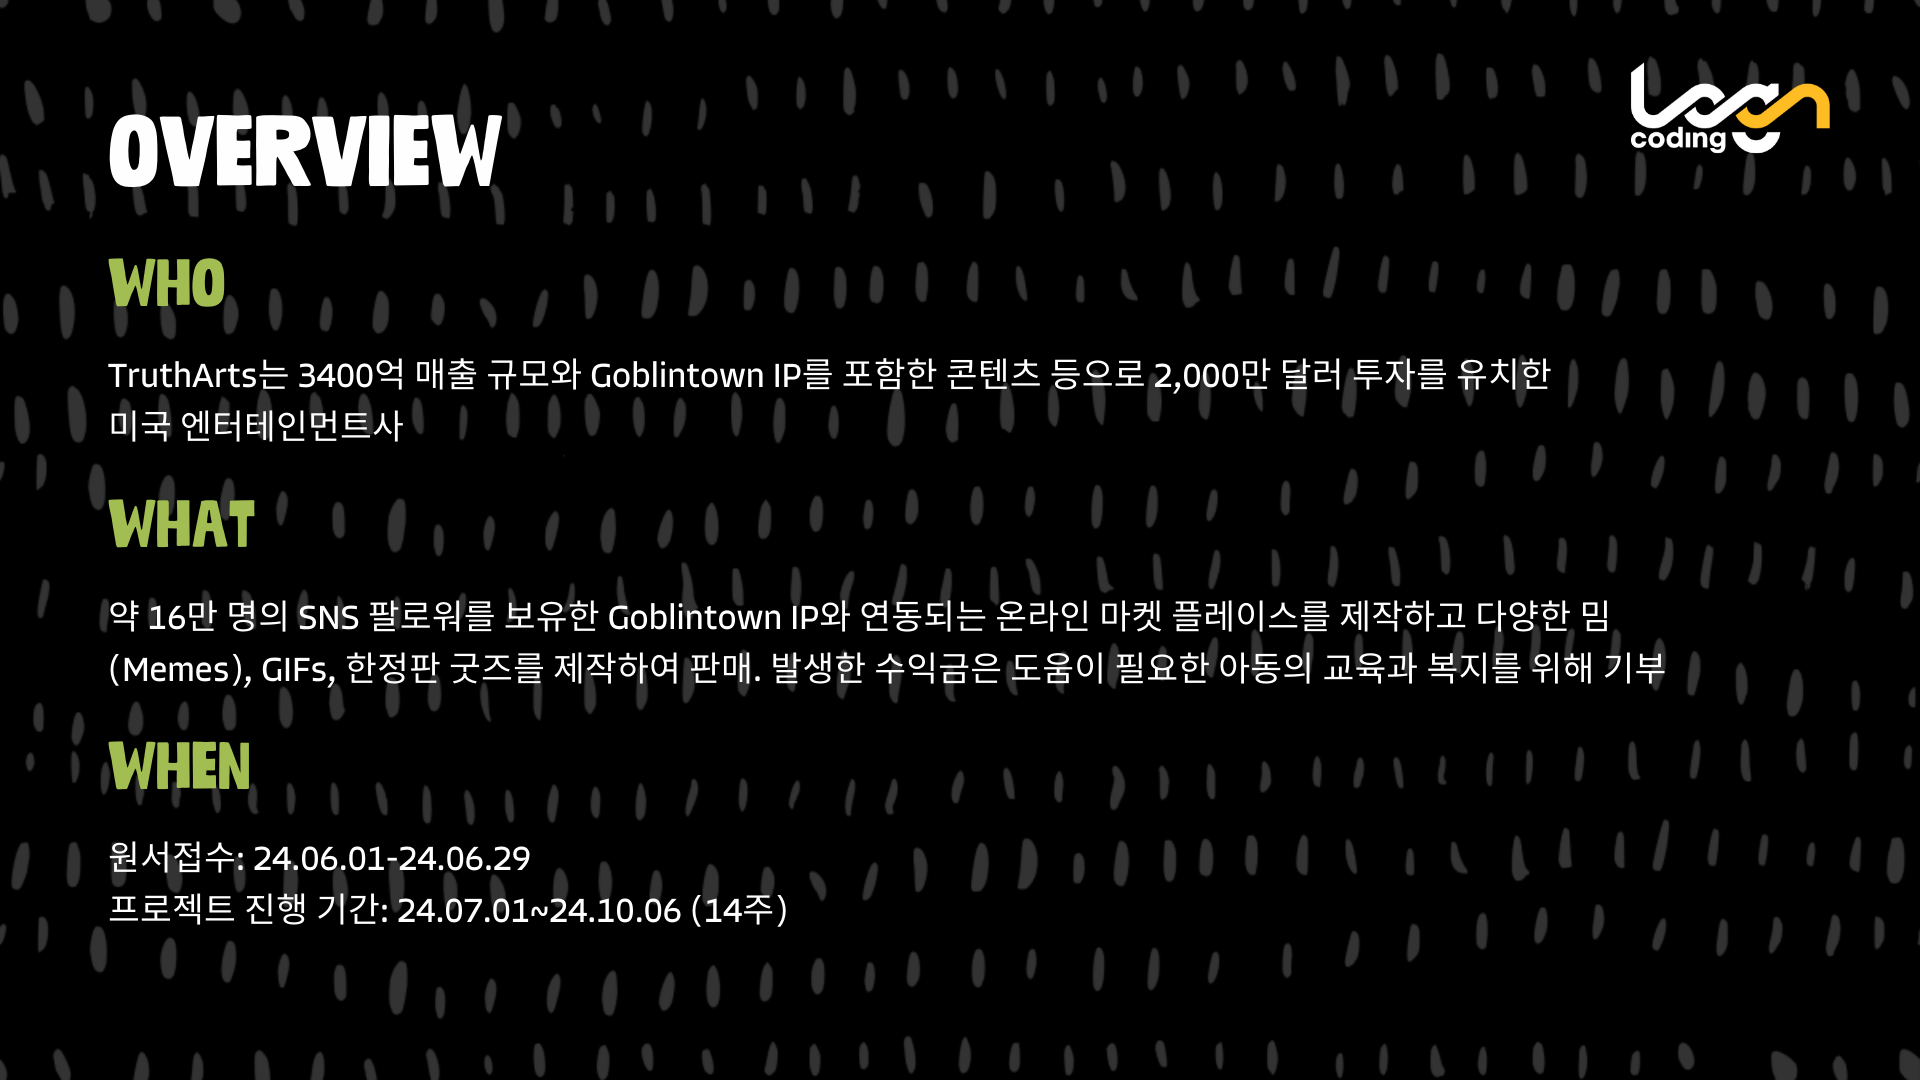 OVERVIEW
Logn
coding
WHO
TruthArts는 3400억 매출 규모와 Goblintown IP를 포함한 콘텐츠 등으로 2,000만 달러 투자를 유치한
미국 엔터테인먼트사
WHAT
약 16만 명의 SNS 팔로워를 보유한 Goblintown IP와 연동되는 온라인 마켓 플레이스를 제작하고 다양한 밈
(Memes), GIFs, 한정판 굿즈를 제작하여 판매. 발생한 수익금은 도움이 필요한 아동의 교육과 복지를 위해 기부
WHEN
원서접수: 24.06.01-24.06.29
프로젝트 진행 기간: 24.07.01~24.10.06 (14주)